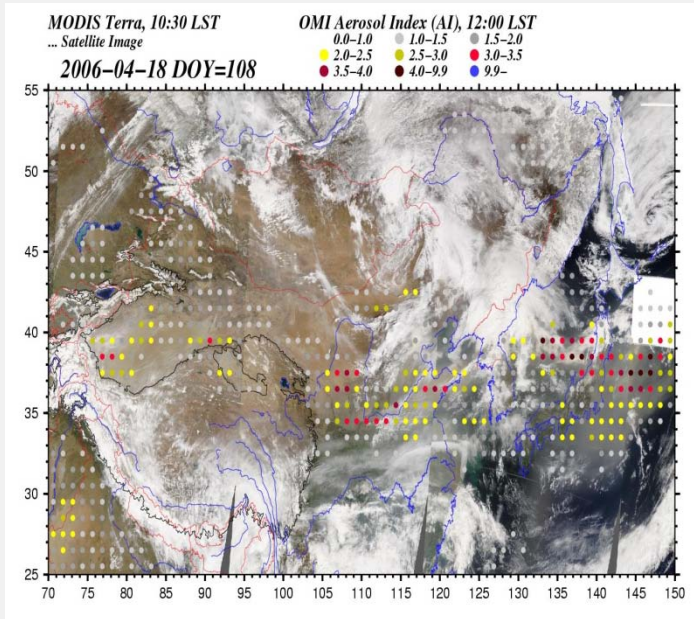 MODIS Terra, 10:30 LST
... Satellite Image
2006-04-18 DOY=108
OMI Aerosol Index (AI), 12:00 LST
0.0-1.0 1.0-1.5 1.5-2.0
2.0-2.5 2.5-3.0 3.0-3.5
3.5-4.0 4.0-9.9 9.9-
55
50
45
40
35
30
25
70 75 80 85 90 95 100 105 110 115 120 125 130 135 140 145 150